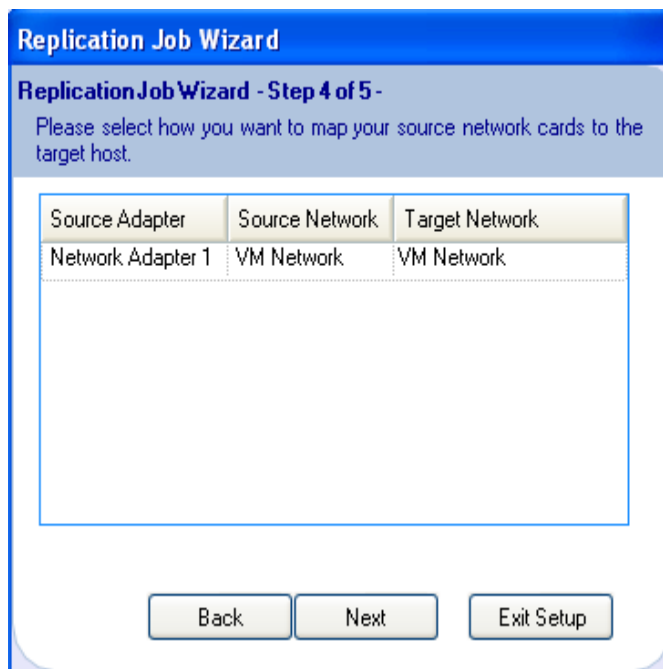 Replication Job Wizard
Replication Job Wizard - Step 4 of 5 -
Please select how you want to map your source network cards to the
target host.
Source Adapter Source Network Target Network
Network Adapter 1 VM Network VM Network
Back Next Exit Setup